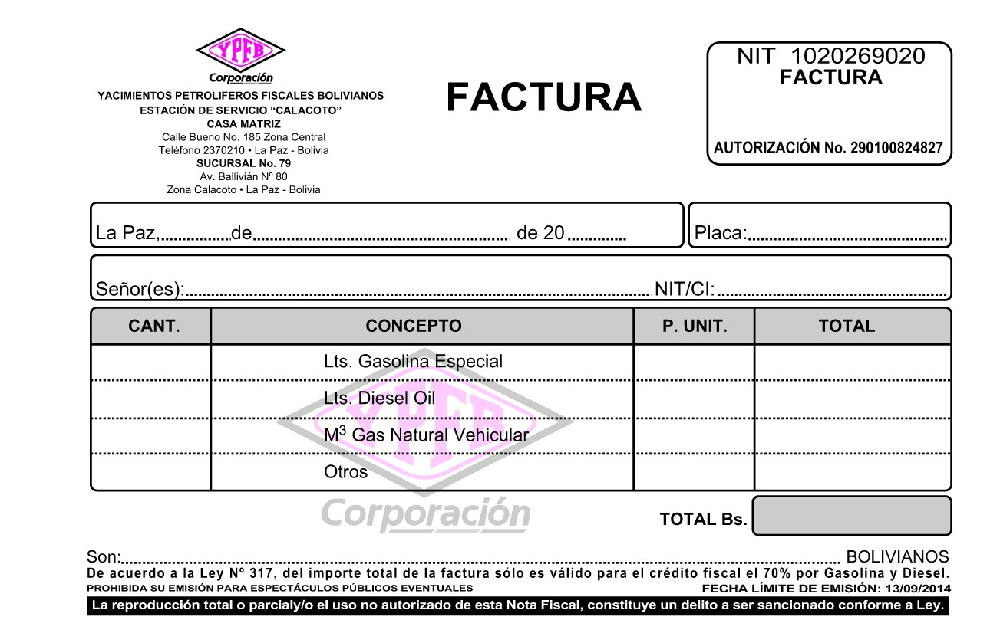 YPFB
Corporación
YACIMIENTOS PETROLIFEROS FISCALES BOLIVIANOS
ESTACIÓN DE SERVICIO “CALACOTO”
CASA MATRIZ
Calle Bueno No. 185 Zona Central
Teléfono 2370210 • La Paz - Bolivia
SUCURSAL No. 79
Av. Ballivián Nº 80
Zona Calacoto • La Paz - Bolivia
FACTURA
NIT 1020269020
FACTURA
AUTORIZACIÓN No. 290100824827
La Paz,..........de.......................................... de 20 ..........
Placa:..................................
Señor(es):............................................................................ NIT/CI:......................................
CANT. CONCEPTO P. UNIT. TOTAL
Lts. Gasolina Especial
Lts. Diesel Oil
M³ Gas Natural Vehicular
Otros
YPFB
Corporación
TOTAL Bs.
Son:.................................................................................................................. BOLIVIANOS
De acuerdo a la Ley Nº 317, del importe total de la factura sólo es válido para el crédito fiscal el 70% por Gasolina y Diesel.
PROHIBIDA SU EMISIÓN PARA ESPECTÁCULOS PÚBLICOS EVENTUALES FECHA LÍMITE DE EMISIÓN: 13/09/2014
La reproducción total o parcialy/o el uso no autorizado de esta Nota Fiscal, constituye un delito a ser sancionado conforme a Ley.